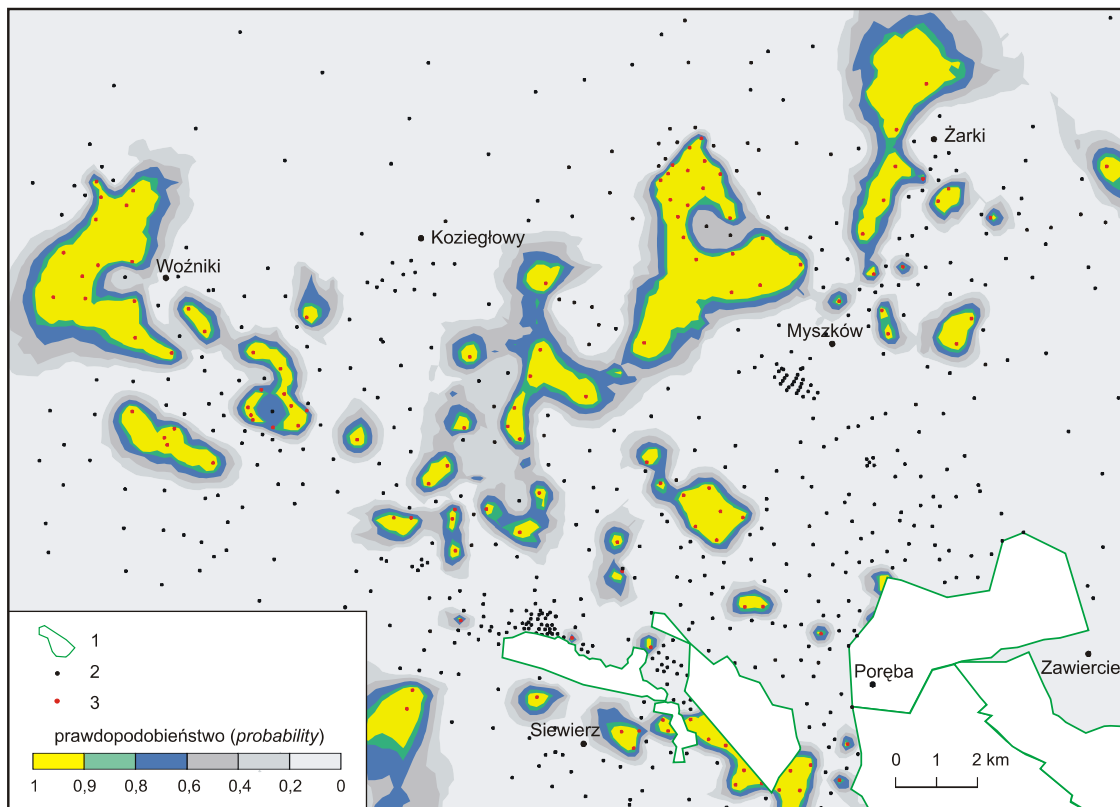 Żarki
Koziegłowy
Woźniki
Myszków
Poręba
Zawiercie
Siewierz
1
2
3
prawdopodobieństwo (probability)
1 0,9 0,8 0,6 0,4 0,2 0
0 1 2 km